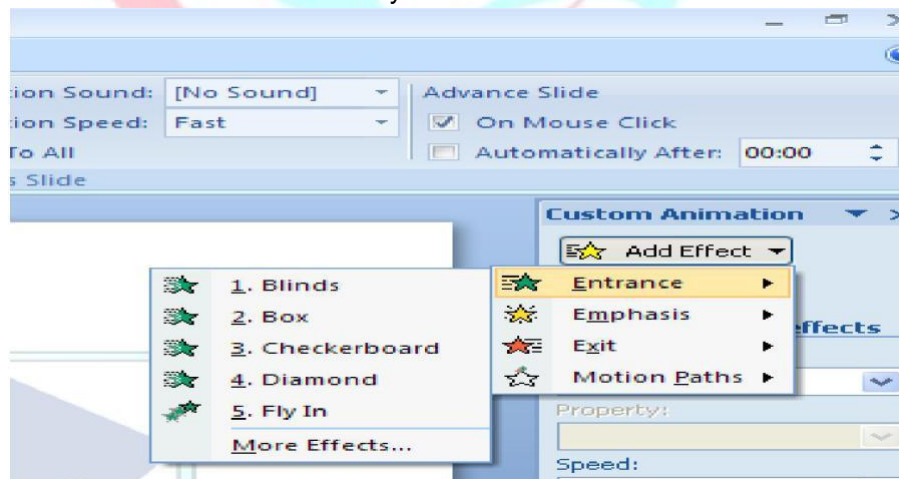 ion Sound: [No Sound]
Advance Slide
ion Speed: Fast
On Mouse Click
To All
Automatically After: 00:00
s Slide
Custom Animation
Add Effect
Entrance
Emphasis
Exit
Motion Paths
ffects
1. Blinds
2. Box
3. Checkerboard
4. Diamond
5. Fly In
More Effects...
Property:
Speed: